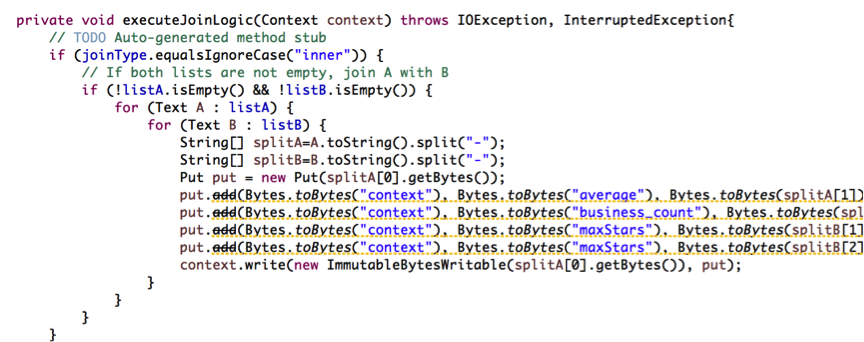 private void executeJoinLogic(Context context) throws IOException, InterruptedException{
// TODO Auto-generated method stub
if (joinType.equalsIgnoreCase("inner")) {
// If both lists are not empty, join A with B
if (!listA.isEmpty() && !listB.isEmpty()) {
for (Text A : listA) {
for (Text B : listB) {
String[] splitA=A.toString().split("-");
String[] splitB=B.toString().split("-");
Put put = new Put(splitA[0].getBytes());
put.add(Bytes.toBytes("context"), Bytes.toBytes("average"), Bytes.toBytes(splitA[1])
put.add(Bytes.toBytes("context"), Bytes.toBytes("business_count"), Bytes.toBytes(spl
put.add(Bytes.toBytes("context"), Bytes.toBytes("maxStars"), Bytes.toBytes(splitB[1]
put.add(Bytes.toBytes("context"), Bytes.toBytes("maxStars"), Bytes.toBytes(splitB[2]
context.write(new ImmutableBytesWritable(splitA[0].getBytes()), put);
}
}
}
}